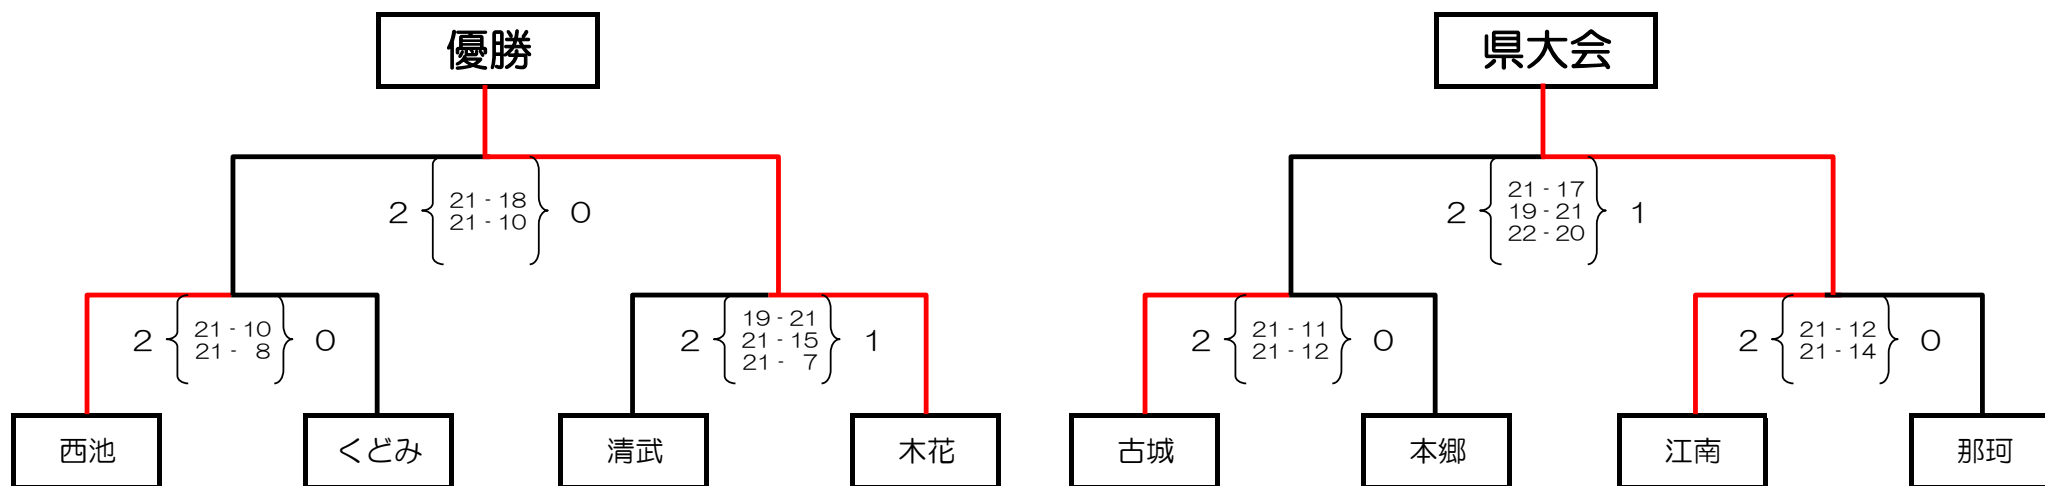 優勝
県大会
2 21-18 0
21-10
2 21-17 1
19-21
22-20
2 21-10 0
21- 8
2 19-21 1
21-15
21- 7
2 21-11 0
21-12
2 21-12 0
21-14
西池
くどみ
清武
木花
古城
本郷
江南
那珂